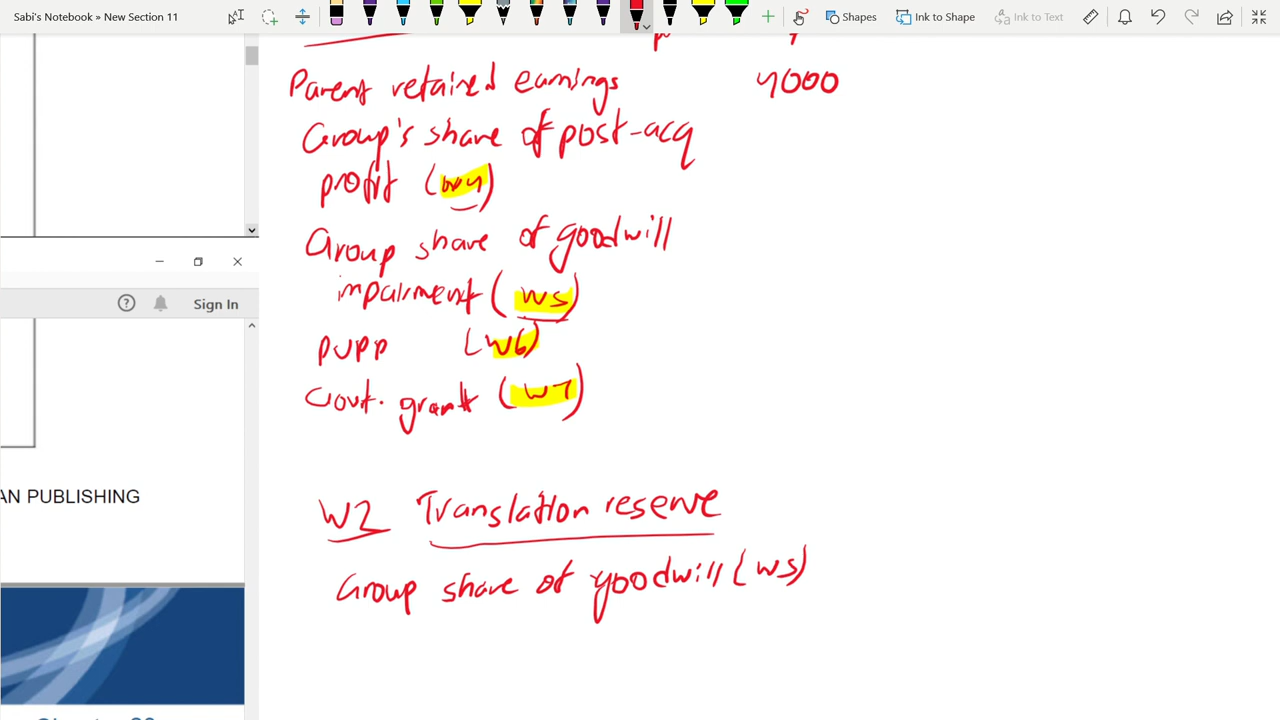 Sabi's Notebook » New Section 11
Shapes
Ink to Shape
Ink to Text
Parent retained earnings 4000
Group's share of post-acq
profit (W4)
Group share of goodwill
impairment (W5)
pupp (W6)
Govt. grant (W7)
Sign In
AN PUBLISHING
W2 Translation reserve
Group share of goodwill (W5)